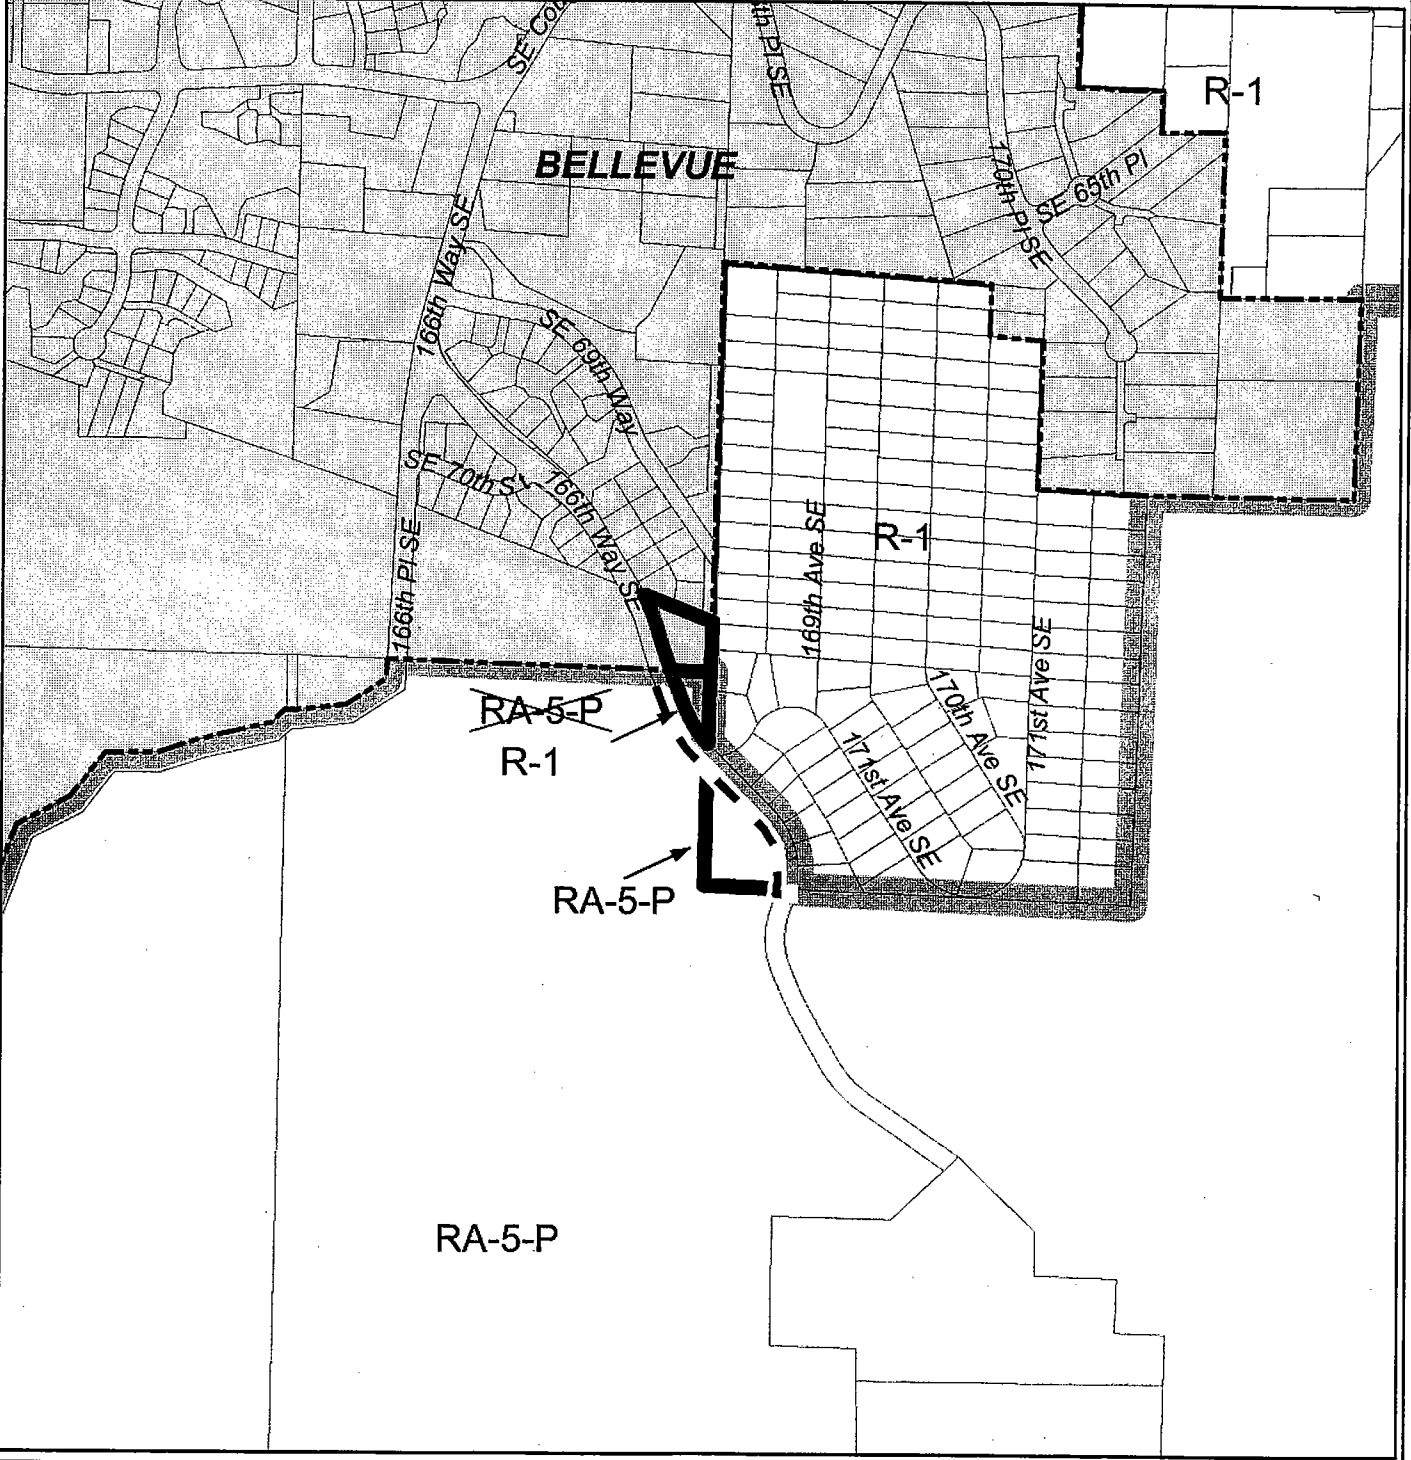 SE Cou
R-1
BELLEVUE
170th Pl SE
SE 65th Pl
166th Way SE
SE 69th Way
SE 70th S
166th Way SE
166th Pl SE
169th Ave SE
R-1
171st Ave SE
170th Ave SE
171st Ave SE
RA-5-P
R-1
RA-5-P
RA-5-P